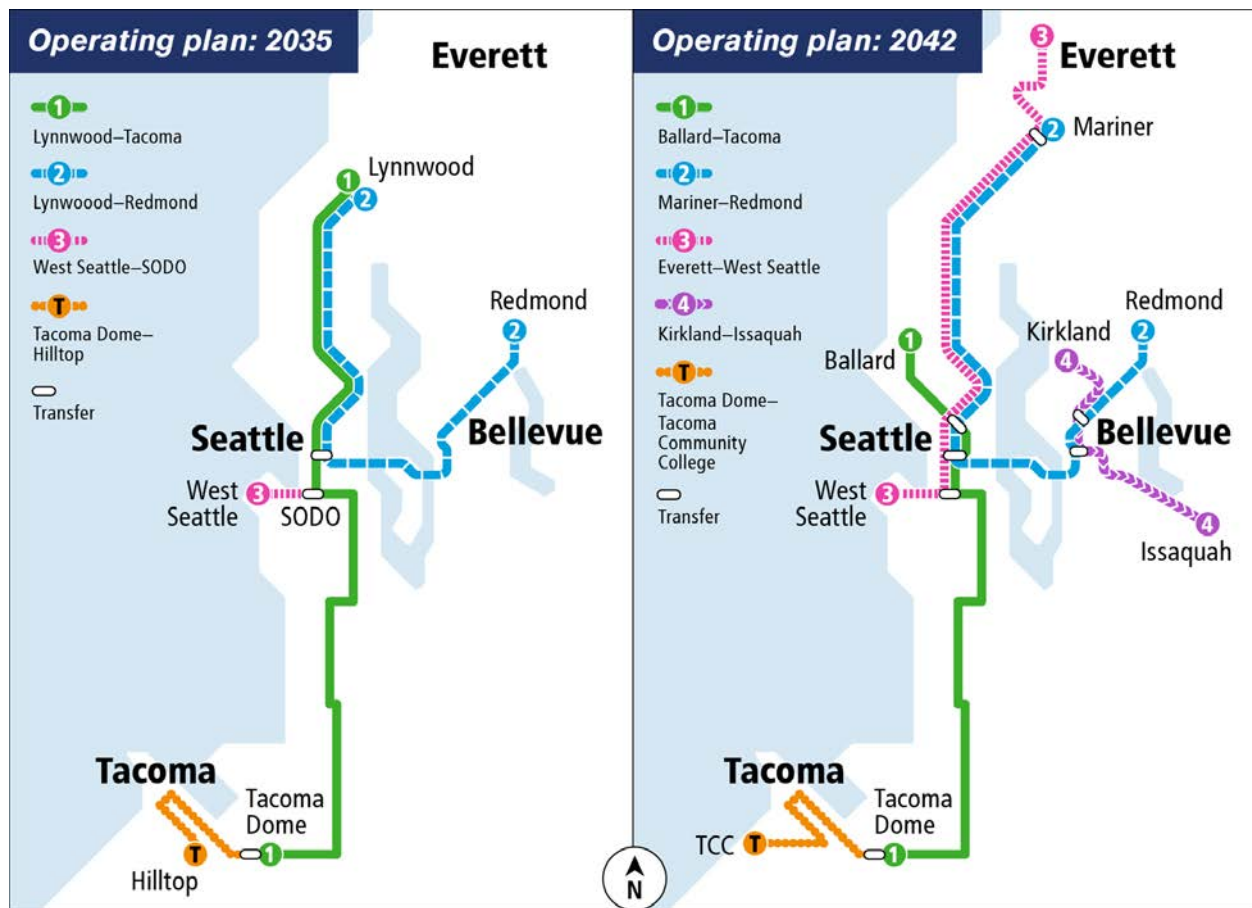 Operating plan: 2035
1
Lynnwood–Tacoma
2
Lynwoood–Redmond
3
West Seattle–SODO
T
Tacoma Dome–
Hilltop
Transfer
Everett
1
Lynnwood
2
Redmond
2
Seattle
Bellevue
West
Seattle
3
SODO
Tacoma
Tacoma
Dome
T
1
Hilltop
Operating plan: 2042
1
Ballard–Tacoma
2
Mariner–Redmond
3
Everett–West Seattle
4
Kirkland–Issaquah
T
Tacoma Dome–
Tacoma
Community
College
Transfer
3
Everett
2
Mariner
Redmond
2
Kirkland
4
1
Ballard
Seattle
Bellevue
West
Seattle
3
4
Issaquah
Tacoma
Tacoma
Dome
TCC
T
1
N